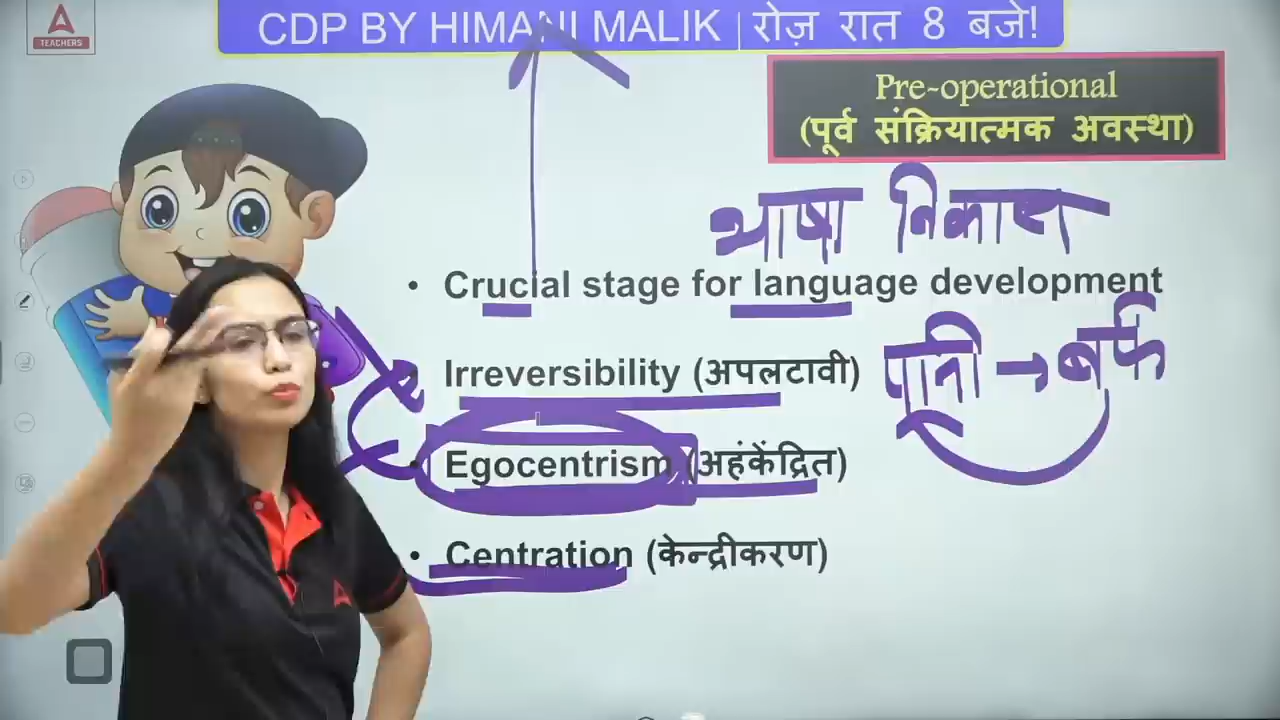 A
TEACHERS
CDP BY HIMANI MALIK | रोज़ रात 8 बजे!
Pre-operational
(पूर्व संक्रियात्मक अवस्था)
भाषा विकास
• Crucial stage for language development
• Irreversibility (अपलटावी) पानी → बर्फ
• Egocentrism (अहंकेंद्रित)
• Centration (केन्द्रीकरण)